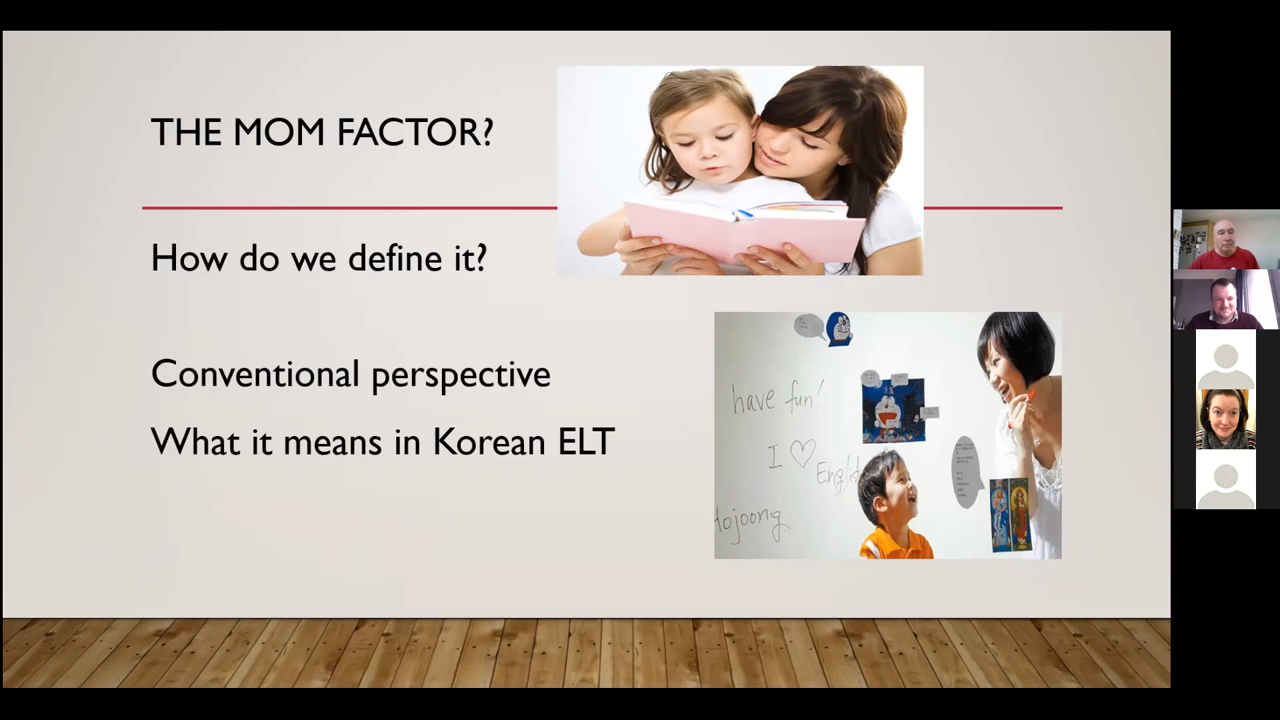 THE MOM FACTOR?
How do we define it?
Conventional perspective
What it means in Korean ELT
have fun!
I ♡
English
Hojoong